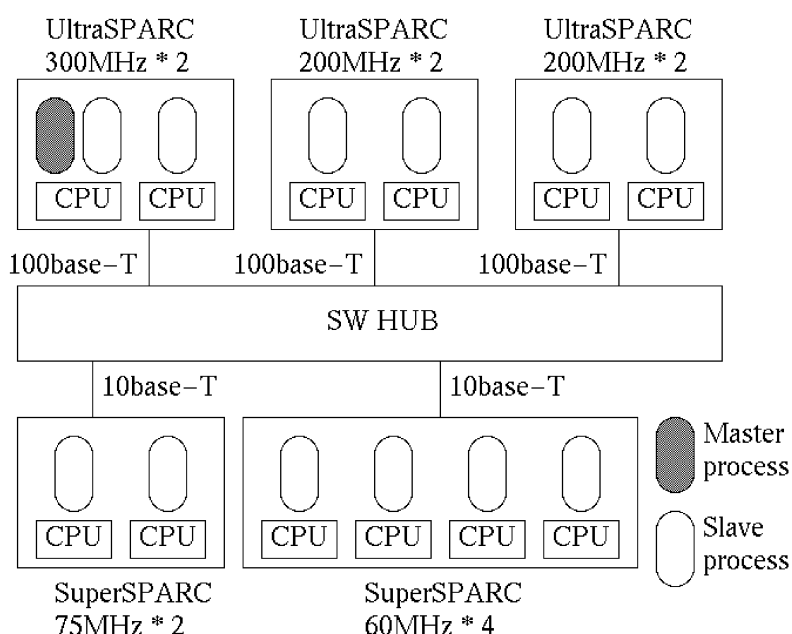 UltraSPARC
300MHz * 2
UltraSPARC
200MHz * 2
UltraSPARC
200MHz * 2
CPU
CPU
CPU
CPU
CPU
CPU
100base-T
100base-T
100base-T
SW HUB
10base-T
10base-T
CPU
CPU
CPU
CPU
CPU
CPU
Master
process
Slave
process
SuperSPARC
75MHz * 2
SuperSPARC
60MHz * 4